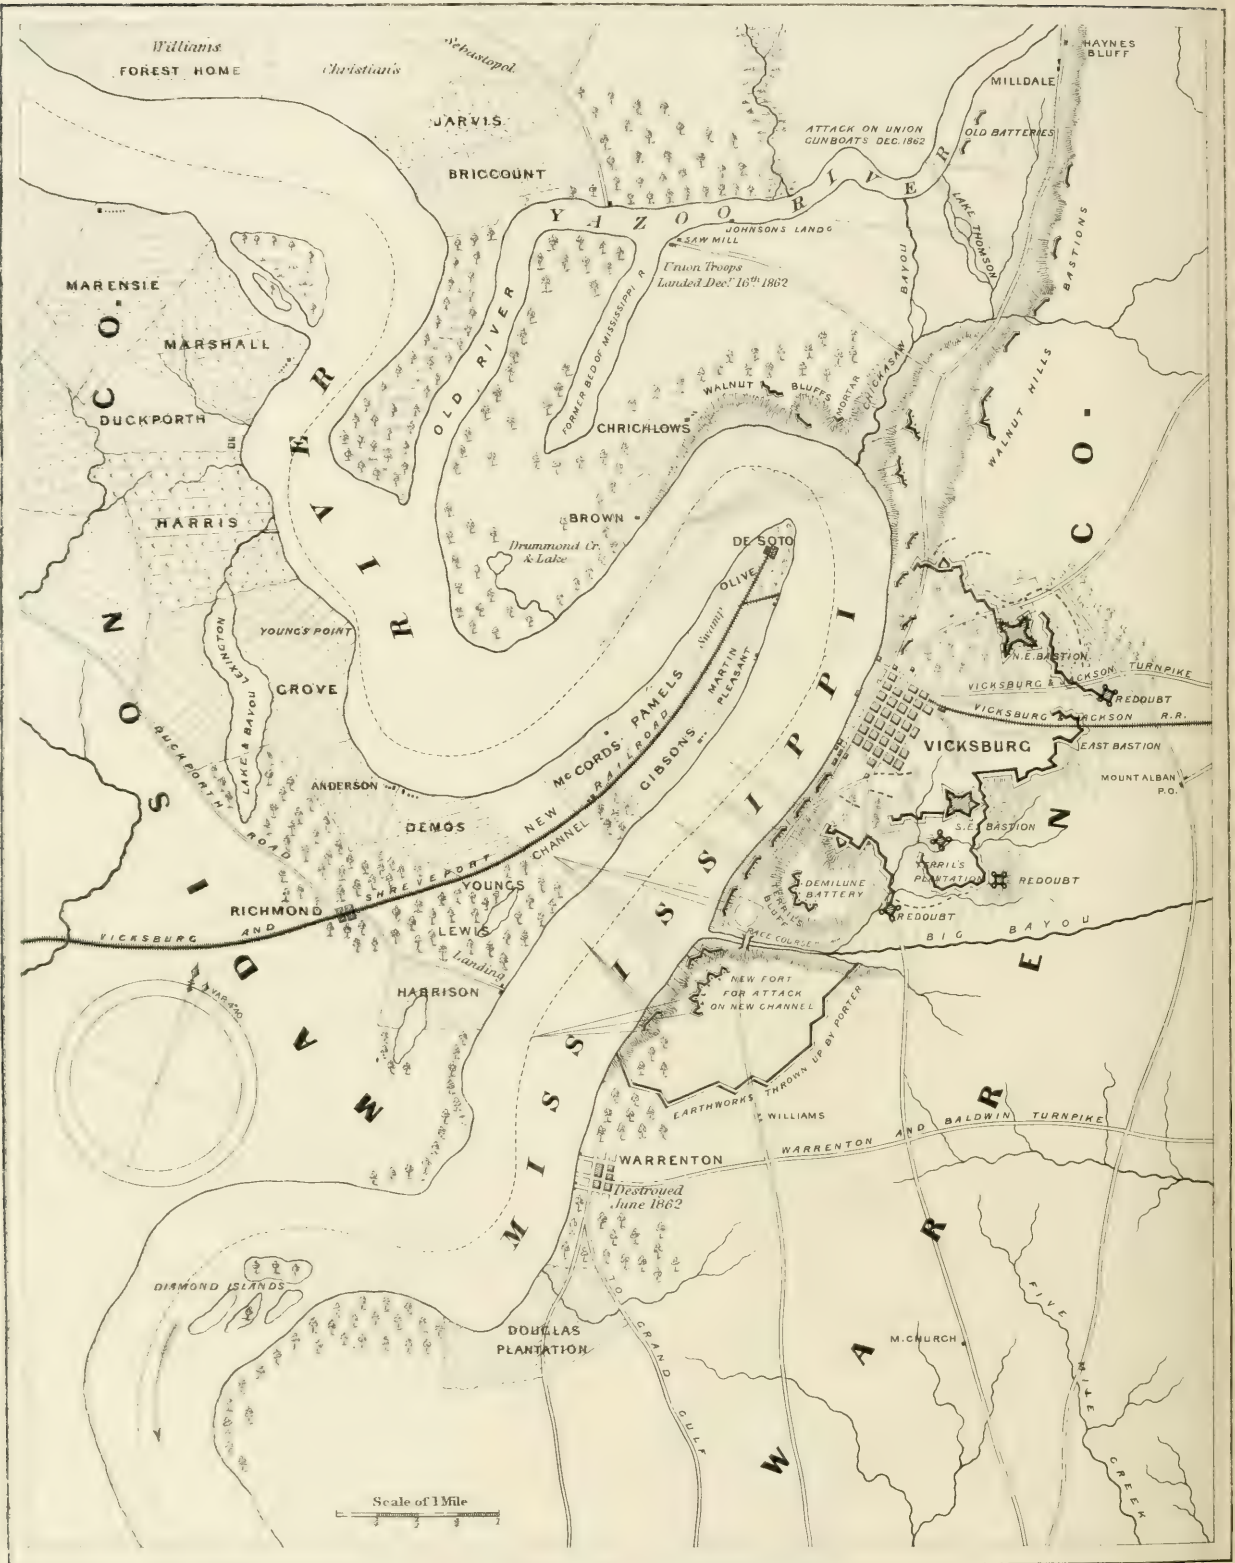 Williams
FOREST HOME
Christian's
Sebastopol
HAYNES
BLUFF
MILLDALE
JARVIS
ATTACK ON UNION
GUNBOATS DEC. 1862
OLD BATTERIES
BRICCOUNT
YAZOO RIVER
JOHNSONS LANDG
SAW MILL
LAKE THOMSON
BAYOU
BASTIONS
Union Troops
Landed Decr 16th 1862
MARENSIE
MARSHALL
OLD RIVER
FORMER BED OF MISSISSIPPI R
WALNUT BLUFFS
MORTAR
CHICKASAW
WALNUT HILLS
DUCKPORTH
CHRICHLOWS
HARRIS
BROWN
Drummond Cr.
& Lake
DE SOTO
OLIVE
Swamp
LAKE & BAYOU LEXINGTON
YOUNG'S POINT
GROVE
MARTIN
PLEASANT
PAMELS
McCORDS
GIBSONS
N.E. BASTION
VICKSBURG & JACKSON TURNPIKE
REDOUBT
VICKSBURG & JACKSON R.R.
VICKSBURG
EAST BASTION
MOUNT ALBAN
P.O.
DUCKPORTH ROAD
ANDERSON
DEMOS
NEW
CHANNEL
S.E. BASTION
FERRIL'S
PLANTATION
REDOUBT
DEMILUNE
BATTERY
FERRIL'S
BLUFF
REDOUBT
VICKSBURG AND SHREVEPORT RAILROAD
RICHMOND
YOUNGS
LEWIS
Landing
HARRISON
RACE COURSE
BIG BAYOU
VAR. 4°40
NEW FORT
FOR ATTACK
ON NEW CHANNEL
EARTHWORKS THROWN UP BY PORTER
WILLIAMS
WARRENTON AND BALDWIN TURNPIKE
WARRENTON
Destroyed
June 1862
DIAMOND ISLANDS
DOUGLAS
PLANTATION
TO GRAND GULF
M. CHURCH
FIVE MILE CREEK
MISSISSIPPI RIVER
MADISON CO.
WARREN CO.
Scale of 1 Mile